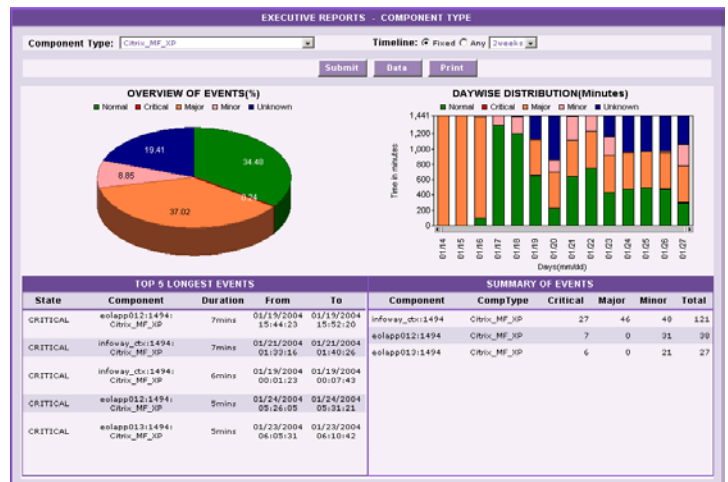 EXECUTIVE REPORTS - COMPONENT TYPE
Component Type: Citrix_MF_XP Timeline: Fixed Any 2weeks
Submit Data Print
OVERVIEW OF EVENTS(%)
Normal Critical Major Minor Unknown
19.41
34.48
8.85
0.24
37.02
DAYWISE DISTRIBUTION(Minutes)
Normal Critical Major Minor Unknown
Time in minutes
1,441
1,200
1,000
800
600
400
200
0
01/14 01/15 01/16 01/17 01/18 01/19 01/20 01/21 01/22 01/23 01/24 01/25 01/26 01/27
Days(mm/dd)
TOP 5 LONGEST EVENTS
State Component Duration From To
CRITICAL eolapp012:1494:Citrix_MF_XP 7mins 01/19/2004 15:44:23 01/19/2004 15:52:20
CRITICAL infoway_ctx:1494:Citrix_MF_XP 7mins 01/21/2004 01:33:16 01/21/2004 01:40:26
CRITICAL infoway_ctx:1494:Citrix_MF_XP 6mins 01/19/2004 00:01:23 01/19/2004 00:07:43
CRITICAL eolapp012:1494:Citrix_MF_XP 5mins 01/24/2004 05:26:05 01/24/2004 05:31:21
CRITICAL eolapp013:1494:Citrix_MF_XP 5mins 01/23/2004 06:05:31 01/23/2004 06:10:42
SUMMARY OF EVENTS
Component CompType Critical Major Minor Total
infoway_ctx:1494 Citrix_MF_XP 27 46 48 121
eolapp012:1494 Citrix_MF_XP 7 0 31 38
eolapp013:1494 Citrix_MF_XP 6 0 21 27